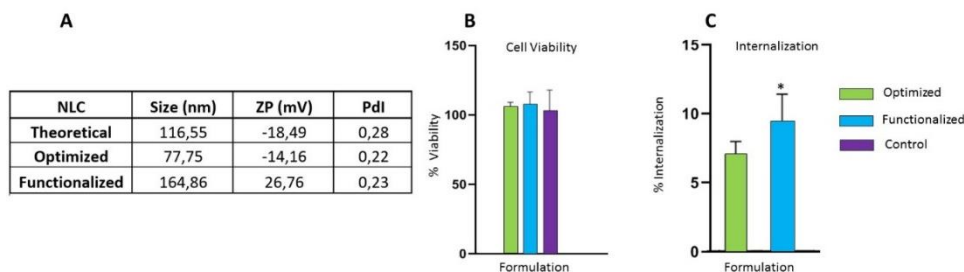 A
NLC Size (nm) ZP (mV) PdI
Theoretical 116,55 -18,49 0,28
Optimized 77,75 -14,16 0,22
Functionalized 164,86 26,76 0,23
B
Cell Viability
% Viability
150
100
50
0
Formulation
C
Internalization
% Internalization
15
10
5
0
*
Formulation
Optimized
Functionalized
Control